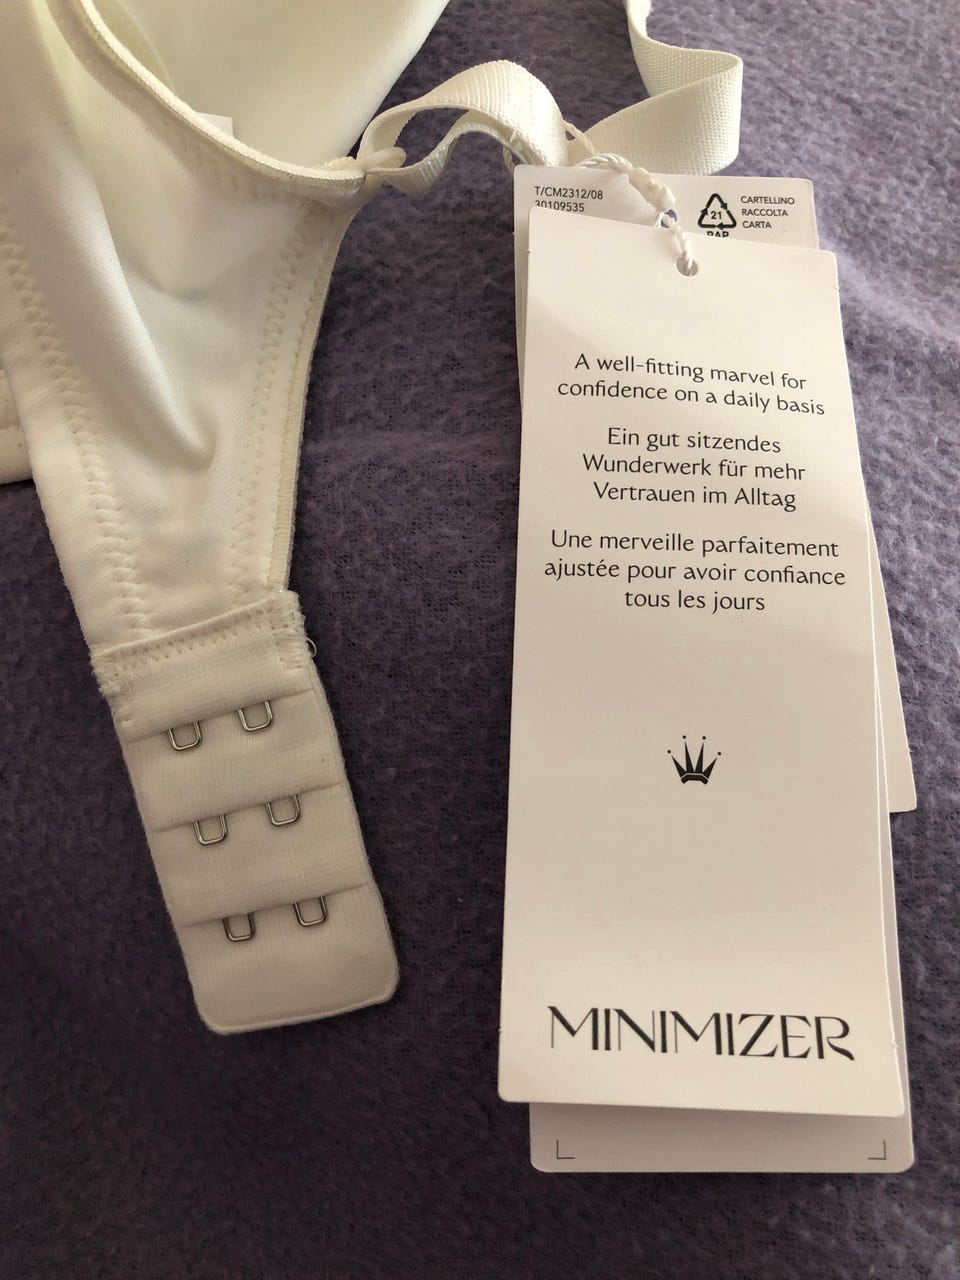 T/CM2312/08
30109535
21
PAP
CARTELLINO
RACCOLTA
CARTA
A well-fitting marvel for
confidence on a daily basis
Ein gut sitzendes
Wunderwerk für mehr
Vertrauen im Alltag
Une merveille parfaitement
ajustée pour avoir confiance
tous les jours
MINIMIZER